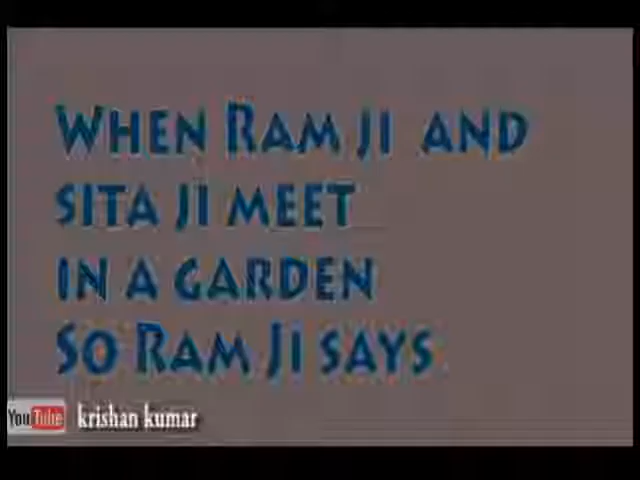 WHEN RAM JI AND
SITA JI MEET
IN A GARDEN
SO RAM JI SAYS
YouTube krishan kumar